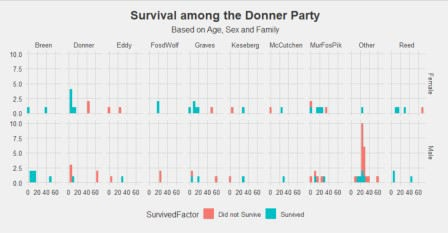 Survival among the Donner Party
Based on Age, Sex and Family
Breen Donner Eddy FosdWolf Graves Keseberg McCutchen MurFosPik Other Reed
10.0
7.5
5.0
2.5
0.0
Female
10.0
7.5
5.0
2.5
0.0
Male
0 20 40 60 0 20 40 60 0 20 40 60 0 20 40 60 0 20 40 60 0 20 40 60 0 20 40 60 0 20 40 60 0 20 40 60 0 20 40 60
SurvivedFactor Did not Survive Survived